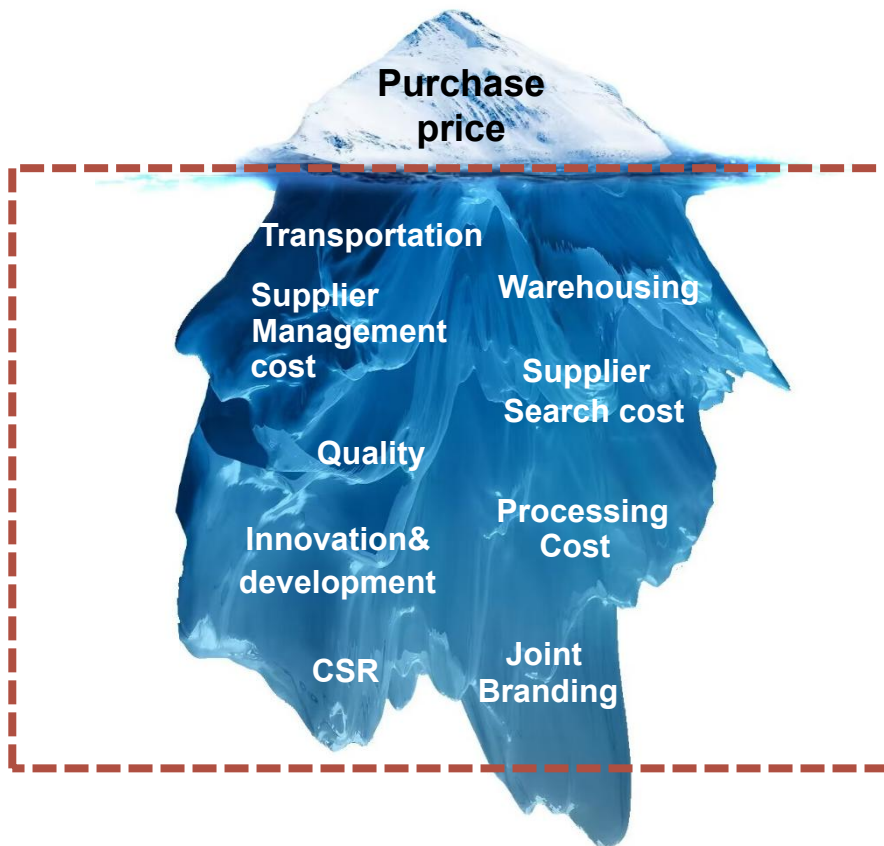 Purchase
price
Transportation
Warehousing
Supplier
Management
cost
Supplier
Search cost
Quality
Processing
Cost
Innovation&
development
CSR
Joint
Branding